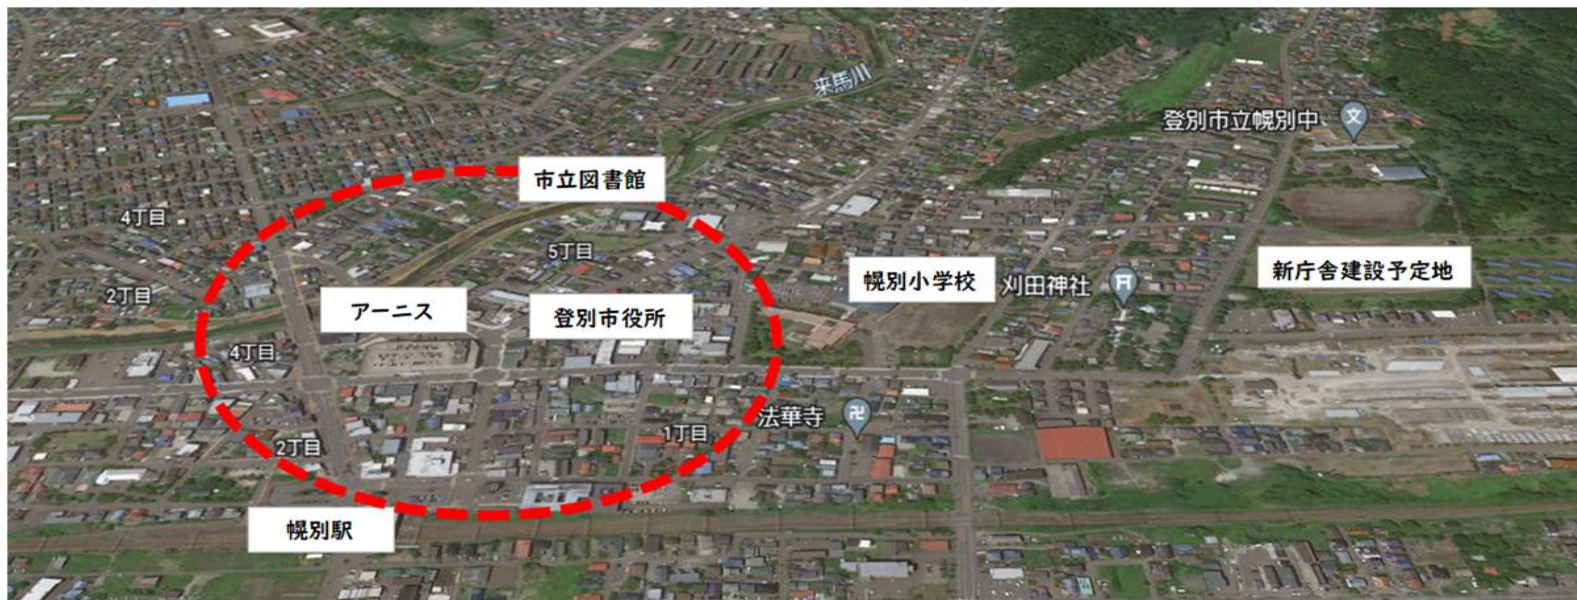 来馬川
登別市立幌別中
文
市立図書館
4丁目
5丁目
新庁舎建設予定地
幌別小学校
刈田神社
2丁目
アーニス
登別市役所
4丁目
法華寺
卍
1丁目
2丁目
幌別駅